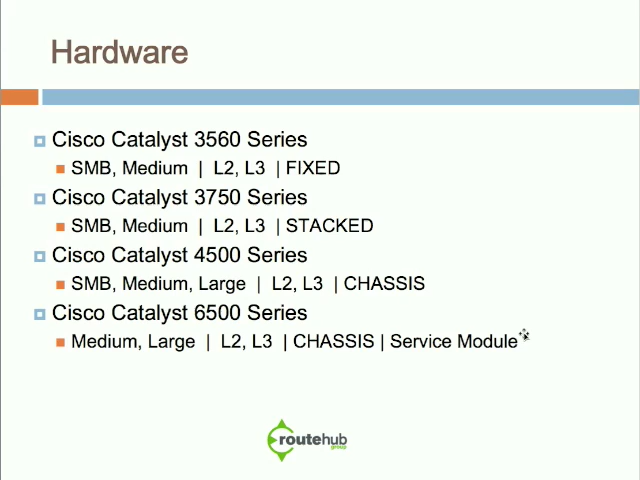 Hardware
Cisco Catalyst 3560 Series
SMB, Medium | L2, L3 | FIXED
Cisco Catalyst 3750 Series
SMB, Medium | L2, L3 | STACKED
Cisco Catalyst 4500 Series
SMB, Medium, Large | L2, L3 | CHASSIS
Cisco Catalyst 6500 Series
Medium, Large | L2, L3 | CHASSIS | Service Module
routehub
group